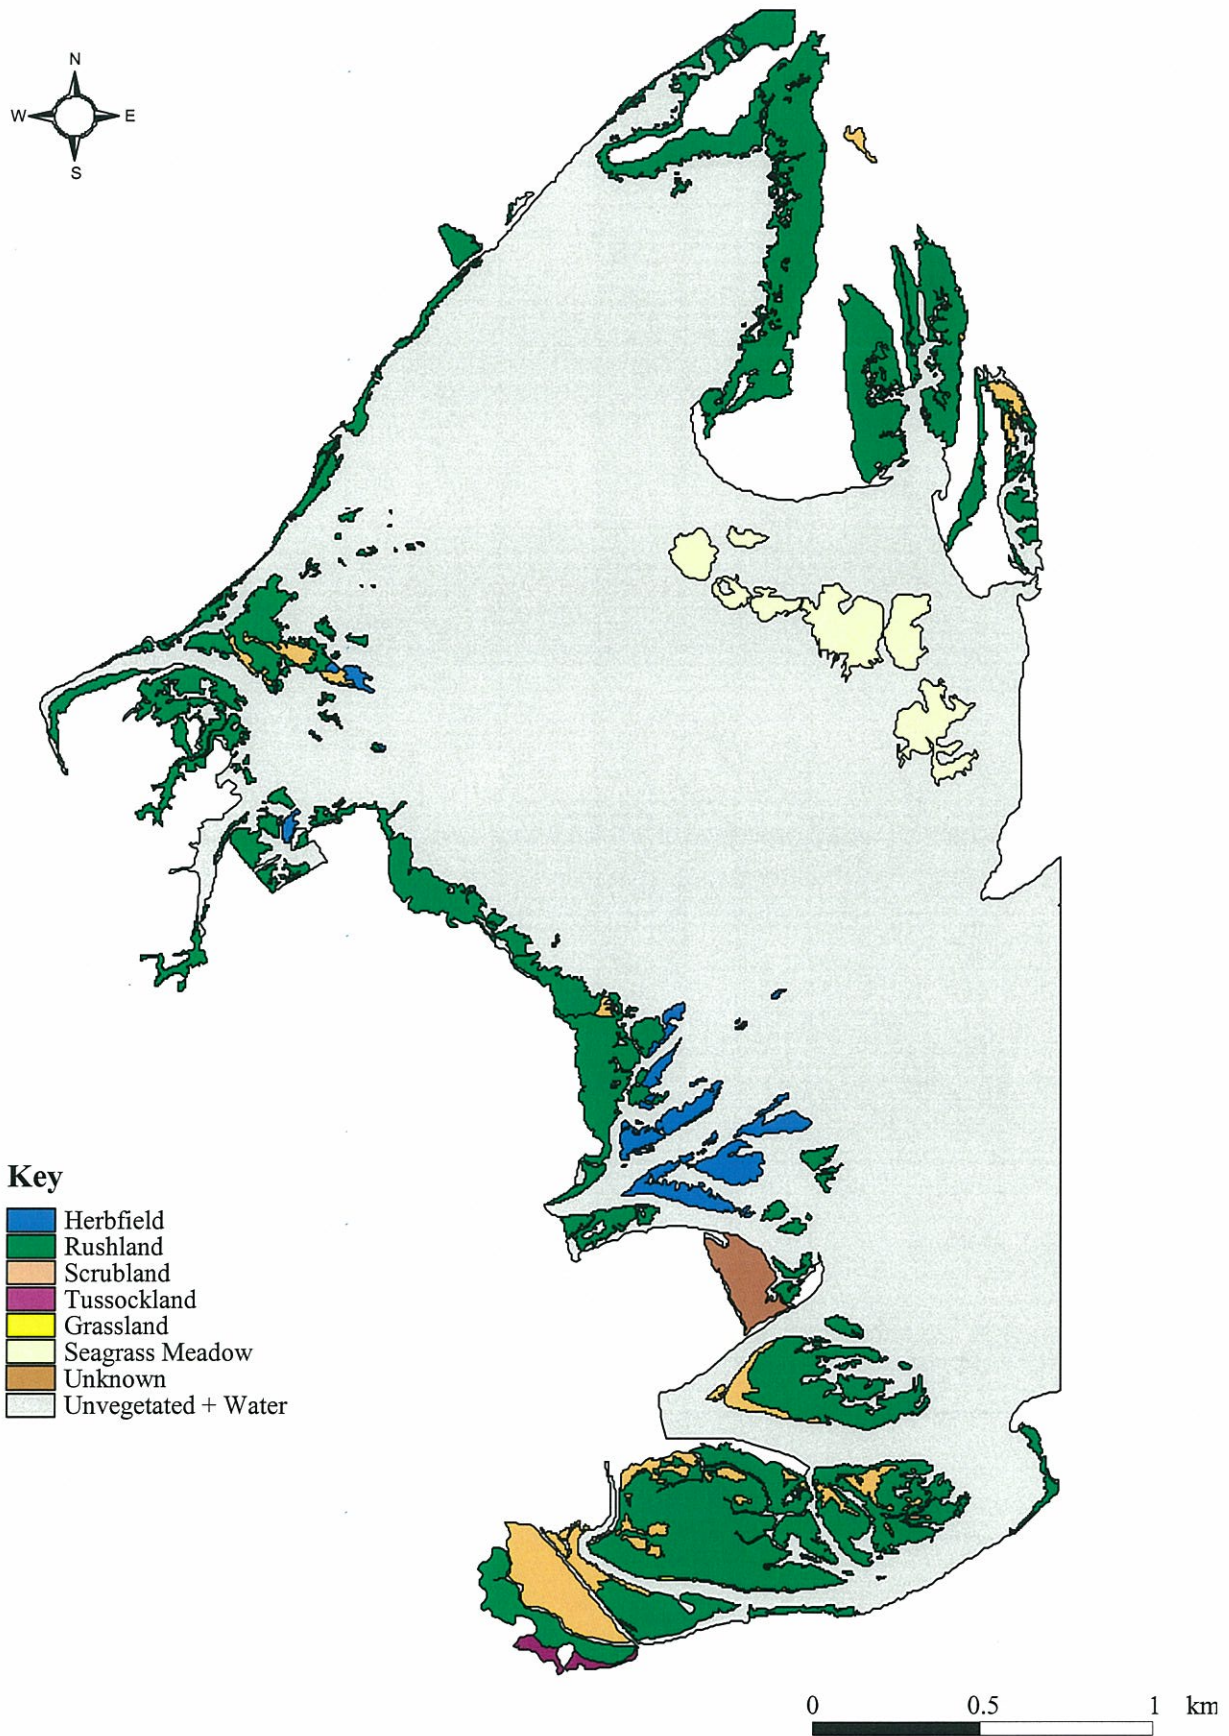 N
W E
S
Key
Herbfield
Rushland
Scrubland
Tussockland
Grassland
Seagrass Meadow
Unknown
Unvegetated + Water
0 0.5 1 km